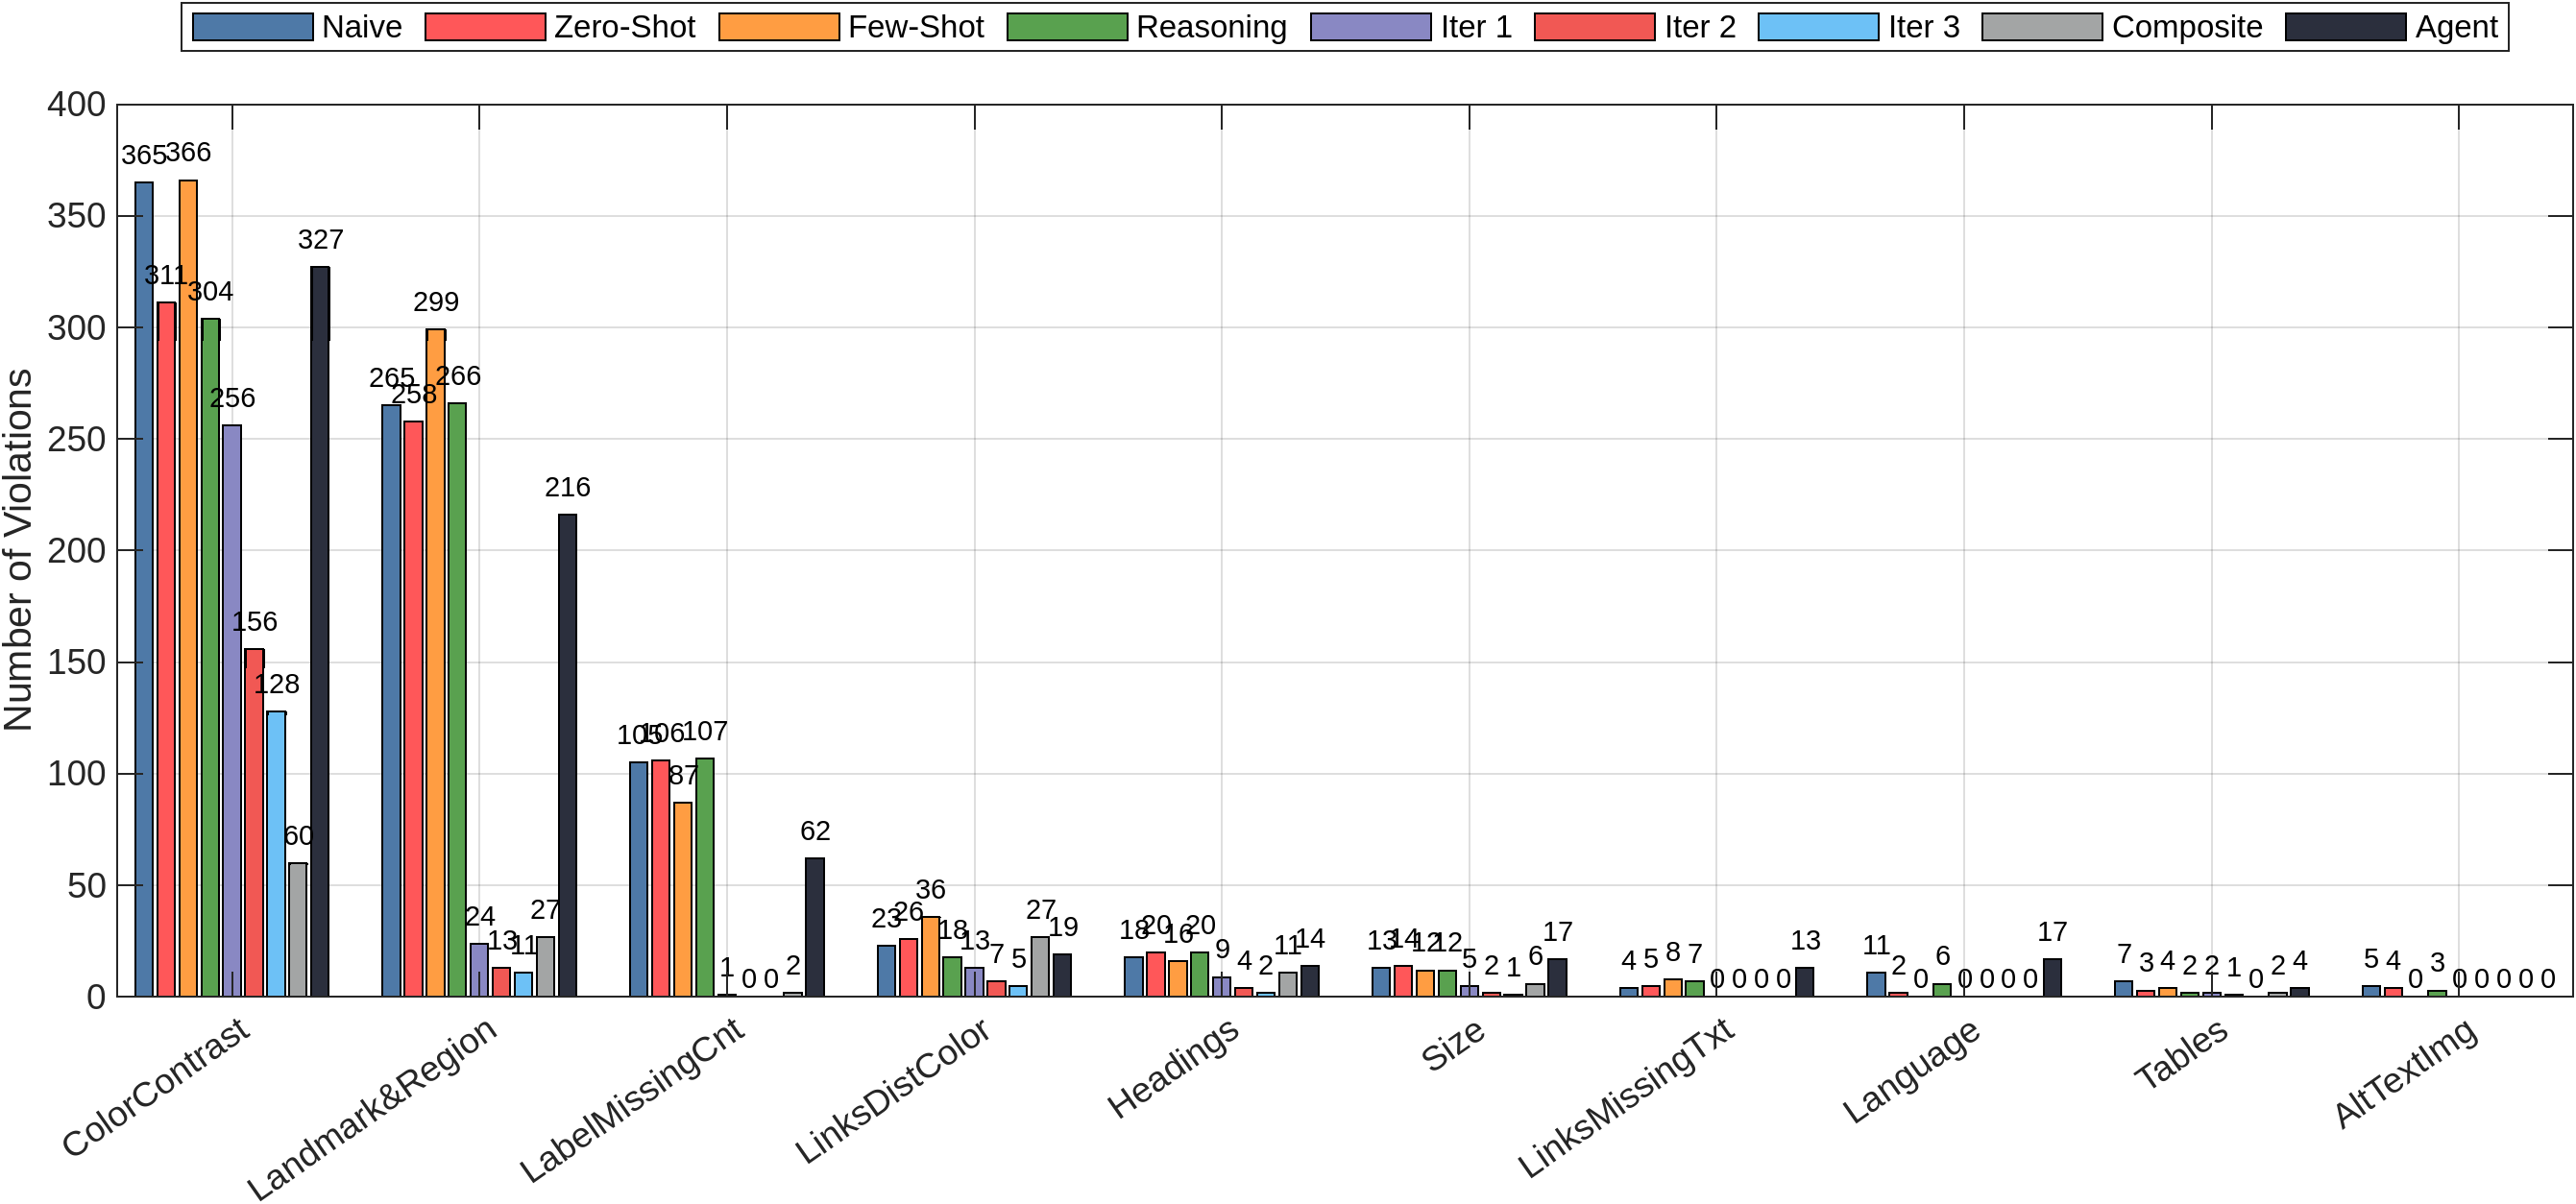 Naive Zero-Shot Few-Shot Reasoning Iter 1 Iter 2 Iter 3 Composite Agent
Number of Violations
400
350
300
250
200
150
100
50
0
365 311 366 304 256 156 128 60 327
265 258 299 266 24 13 11 27 216
105 106 87 107 1 0 0 2 62
23 26 36 18 13 7 5 27 19
18 20 16 20 9 4 2 11 14
13 14 12 12 5 2 1 6 17
4 5 8 7 0 0 0 0 13
11 2 0 6 0 0 0 0 17
7 3 4 2 2 1 0 2 4
5 4 0 3 0 0 0 0 0
ColorContrast
Landmark&Region
LabelMissingCnt
LinksDistColor
Headings
Size
LinksMissingTxt
Language
Tables
AltTextImg